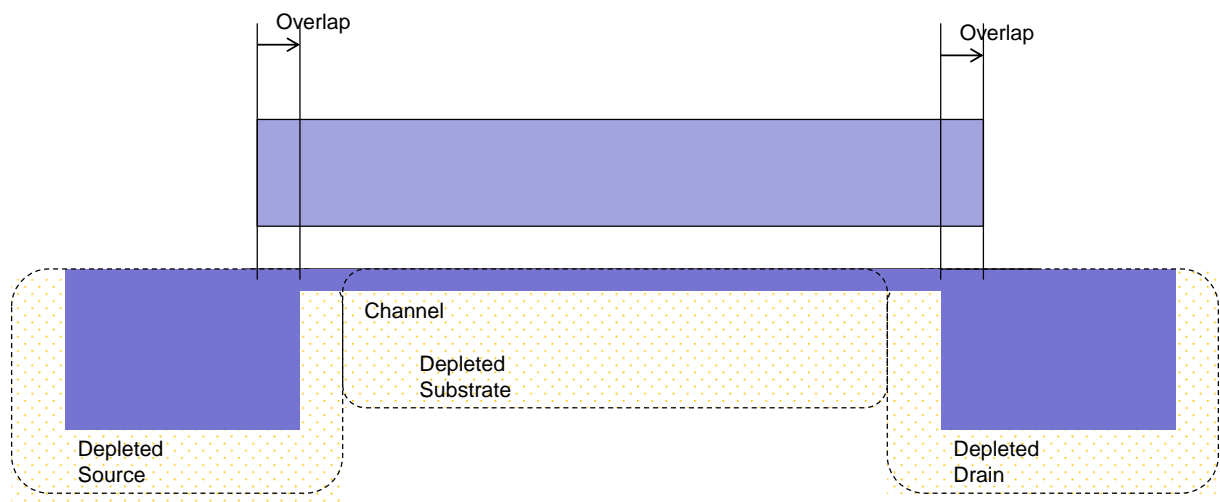 Overlap
Overlap
Channel
Depleted
Substrate
Depleted
Source
Depleted
Drain